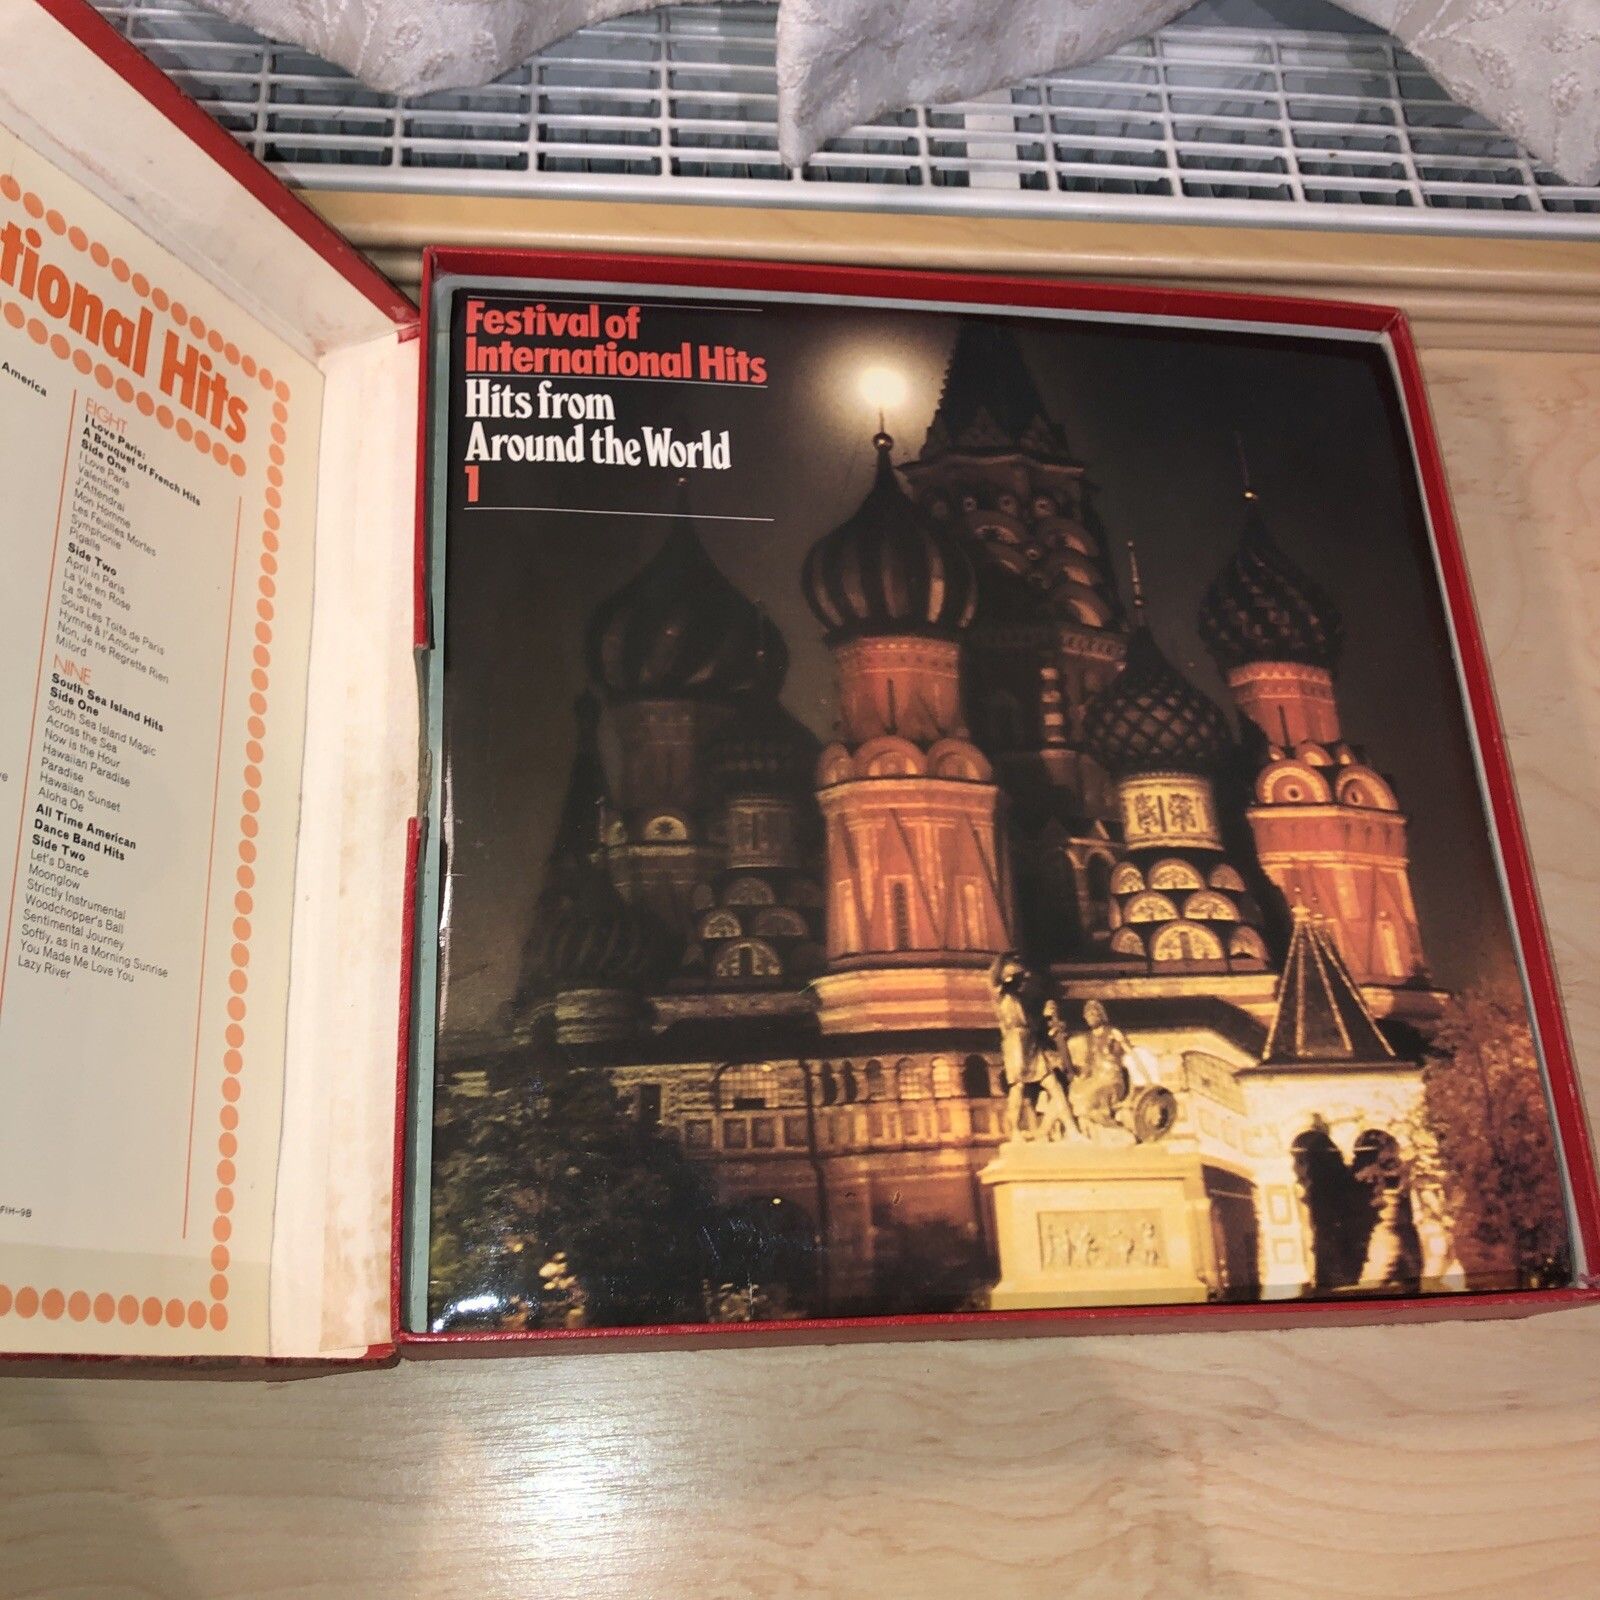 tional Hits
America
EIGHT
I Love Paris:
A Bouquet of French Hits
Side One
I Love Paris
Valentine
J'Attendrai
Mon Homme
Les Feuilles Mortes
Symphonie
Pigalle
Side Two
April in Paris
La Vie en Rose
La Seine
Sous Les Toits de Paris
Hymne à l'Amour
Non, Je ne Regrette Rien
Milord
NINE
South Sea Island Hits
Side One
South Sea Island Magic
Across the Sea
Now is the Hour
Hawaiian Paradise
Paradise
Hawaiian Sunset
Aloha Oe
All Time American
Dance Band Hits
Side Two
Let's Dance
Moonglow
Strictly Instrumental
Woodchopper's Ball
Sentimental Journey
Softly, as in a Morning Sunrise
You Made Me Love You
Lazy River
FIH-9B
Festival of
International Hits
Hits from
Around the World
1